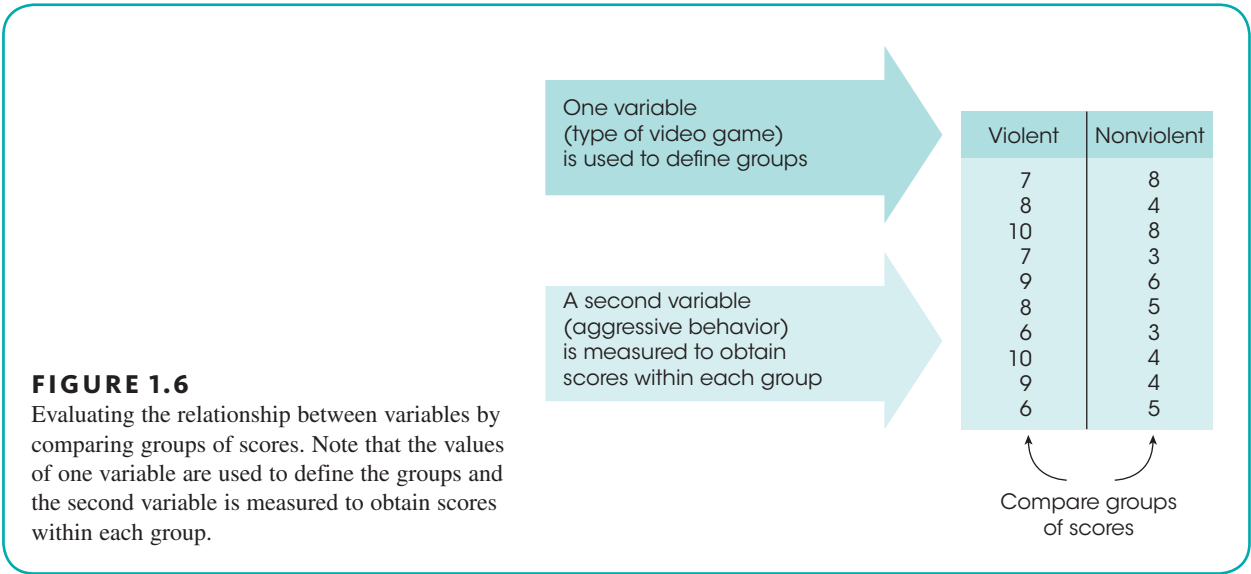 One variable
(type of video game)
is used to define groups
A second variable
(aggressive behavior)
is measured to obtain
scores within each group
Violent Nonviolent
7 8
8 4
10 8
7 3
9 6
8 5
6 3
10 4
9 4
6 5
Compare groups
of scores
FIGURE 1.6
Evaluating the relationship between variables by
comparing groups of scores. Note that the values
of one variable are used to define the groups and
the second variable is measured to obtain scores
within each group.